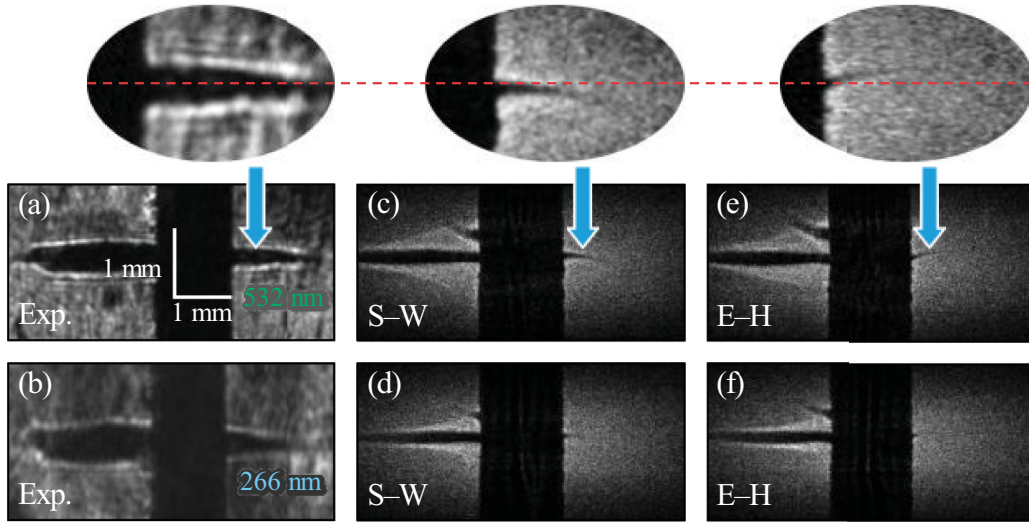 (a)
1 mm
1 mm
532 nm
Exp.
(c)
S–W
(e)
E–H
(b)
266 nm
Exp.
(d)
S–W
(f)
E–H